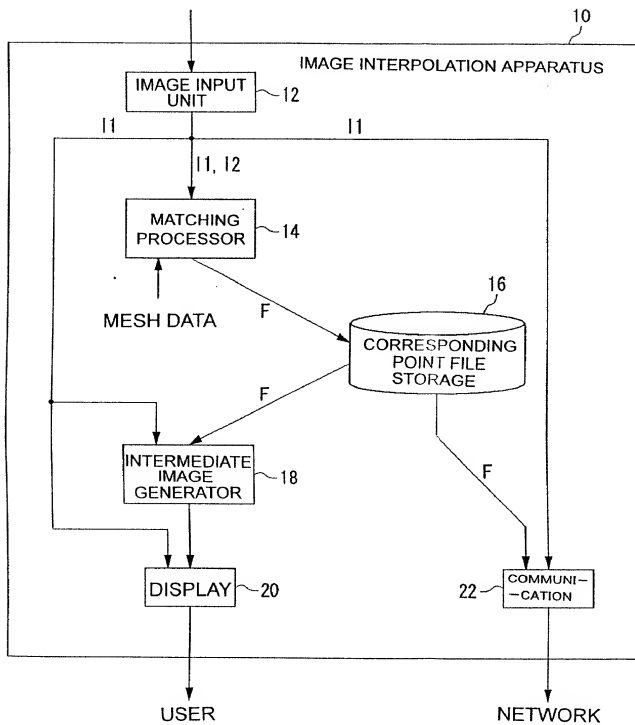 10
IMAGE INTERPOLATION APPARATUS
IMAGE INPUT
UNIT
12
I1
I1
I1, I2
MATCHING
PROCESSOR
14
MESH DATA
F
16
CORRESPONDING
POINT FILE
STORAGE
F
INTERMEDIATE
IMAGE
GENERATOR
18
F
DISPLAY
20
22
COMMUNI-
-CATION
USER
NETWORK